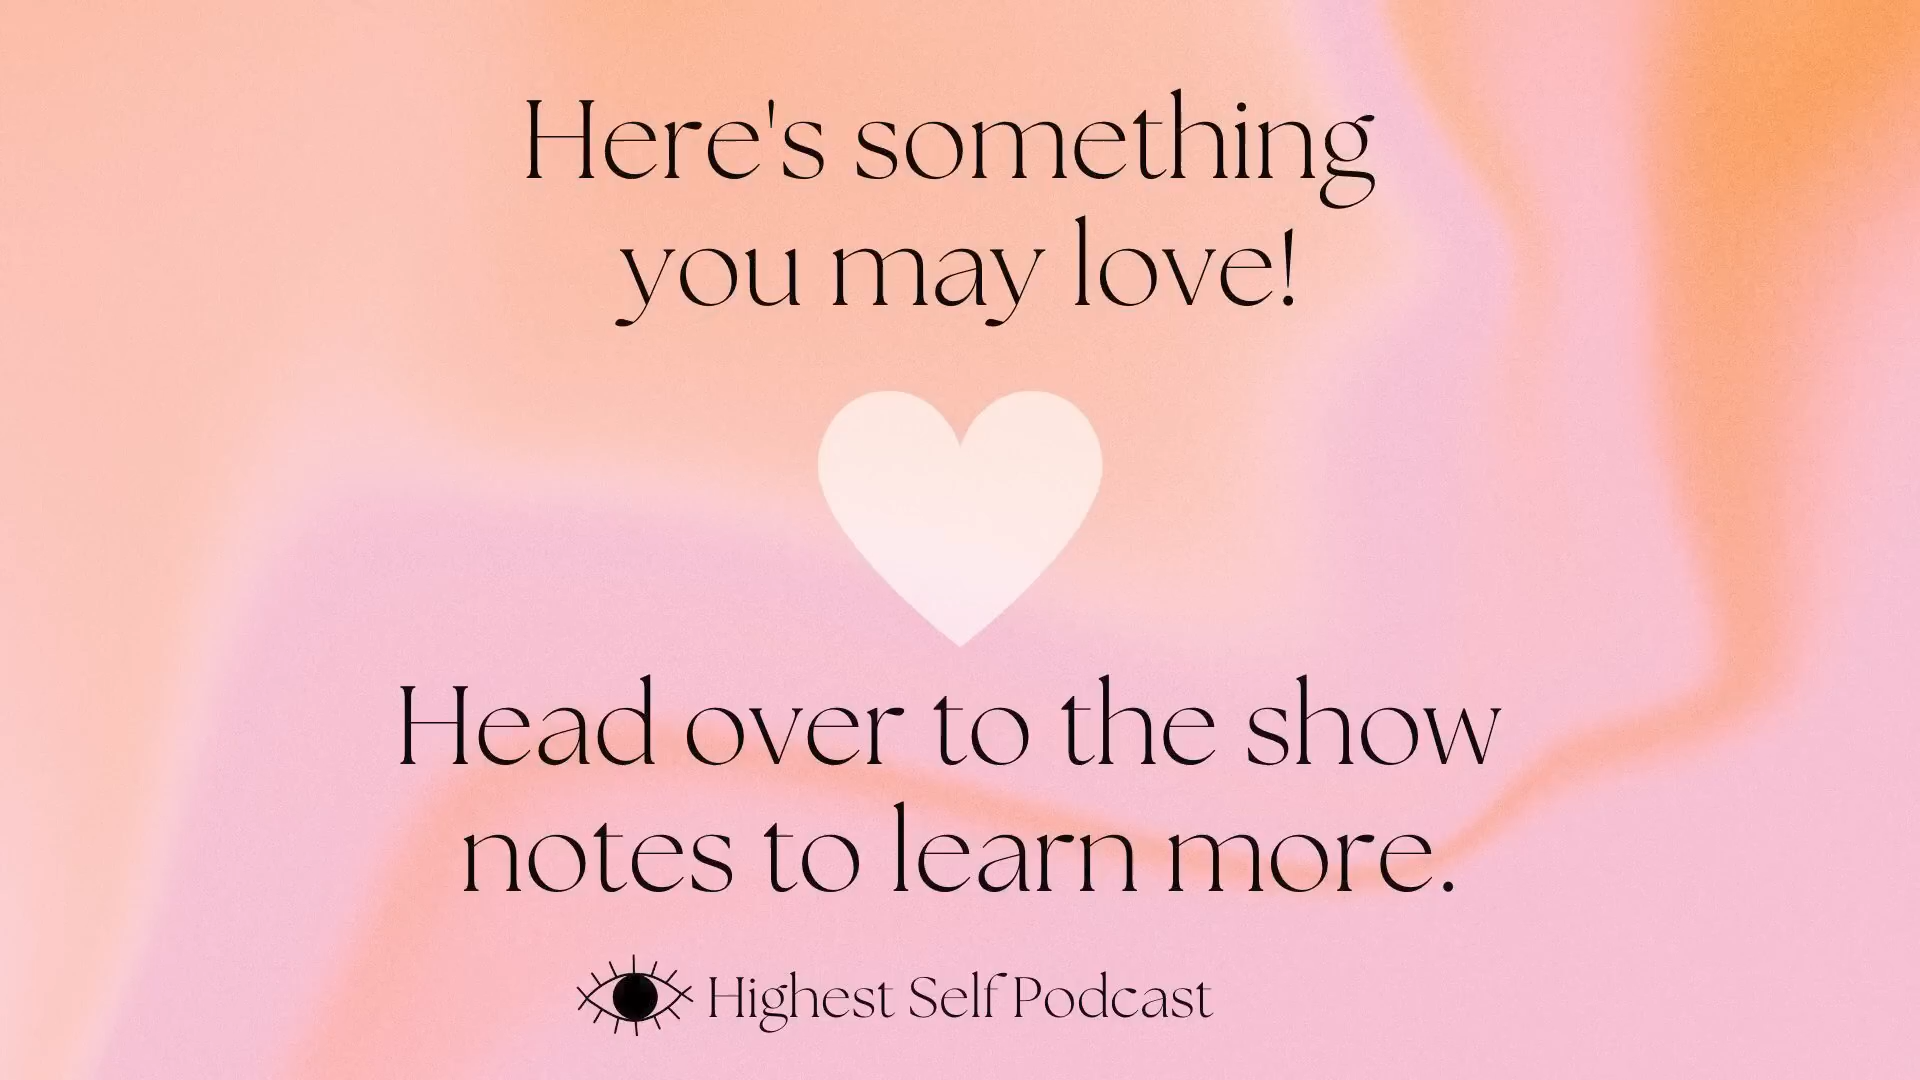 Here's something
you may love!
Head over to the show
notes to learn more.
Highest Self Podcast